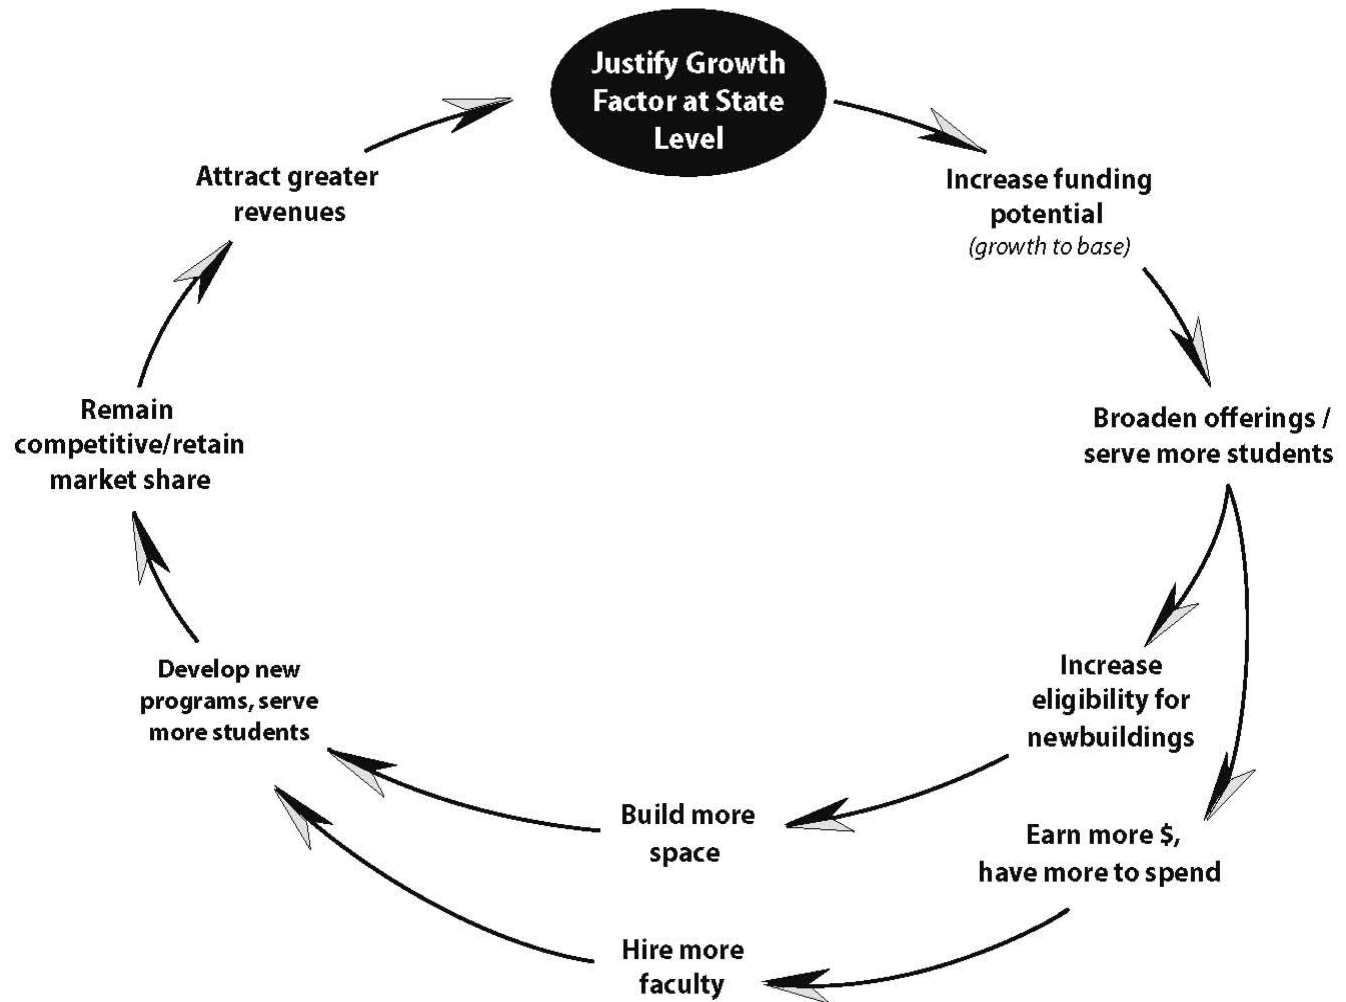 Justify Growth
Factor at State
Level
Increase funding
potential
(growth to base)
Broaden offerings /
serve more students
Increase
eligibility for
newbuildings
Earn more $,
have more to spend
Build more
space
Hire more
faculty
Develop new
programs, serve
more students
Remain
competitive/retain
market share
Attract greater
revenues